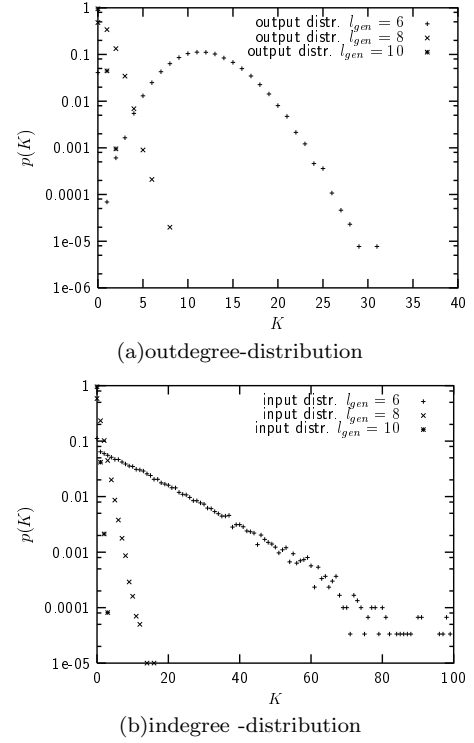 1
0.1
0.01
0.001
0.0001
1e-05
1e-06
p(K)
output distr. l_gen = 6
output distr. l_gen = 8
output distr. l_gen = 10
0 5 10 15 20 25 30 35 40
K
(a)outdegree-distribution
1
0.1
0.01
0.001
0.0001
1e-05
p(K)
input distr. l_gen = 6
input distr. l_gen = 8
input distr. l_gen = 10
0 20 40 60 80 100
K
(b)indegree -distribution